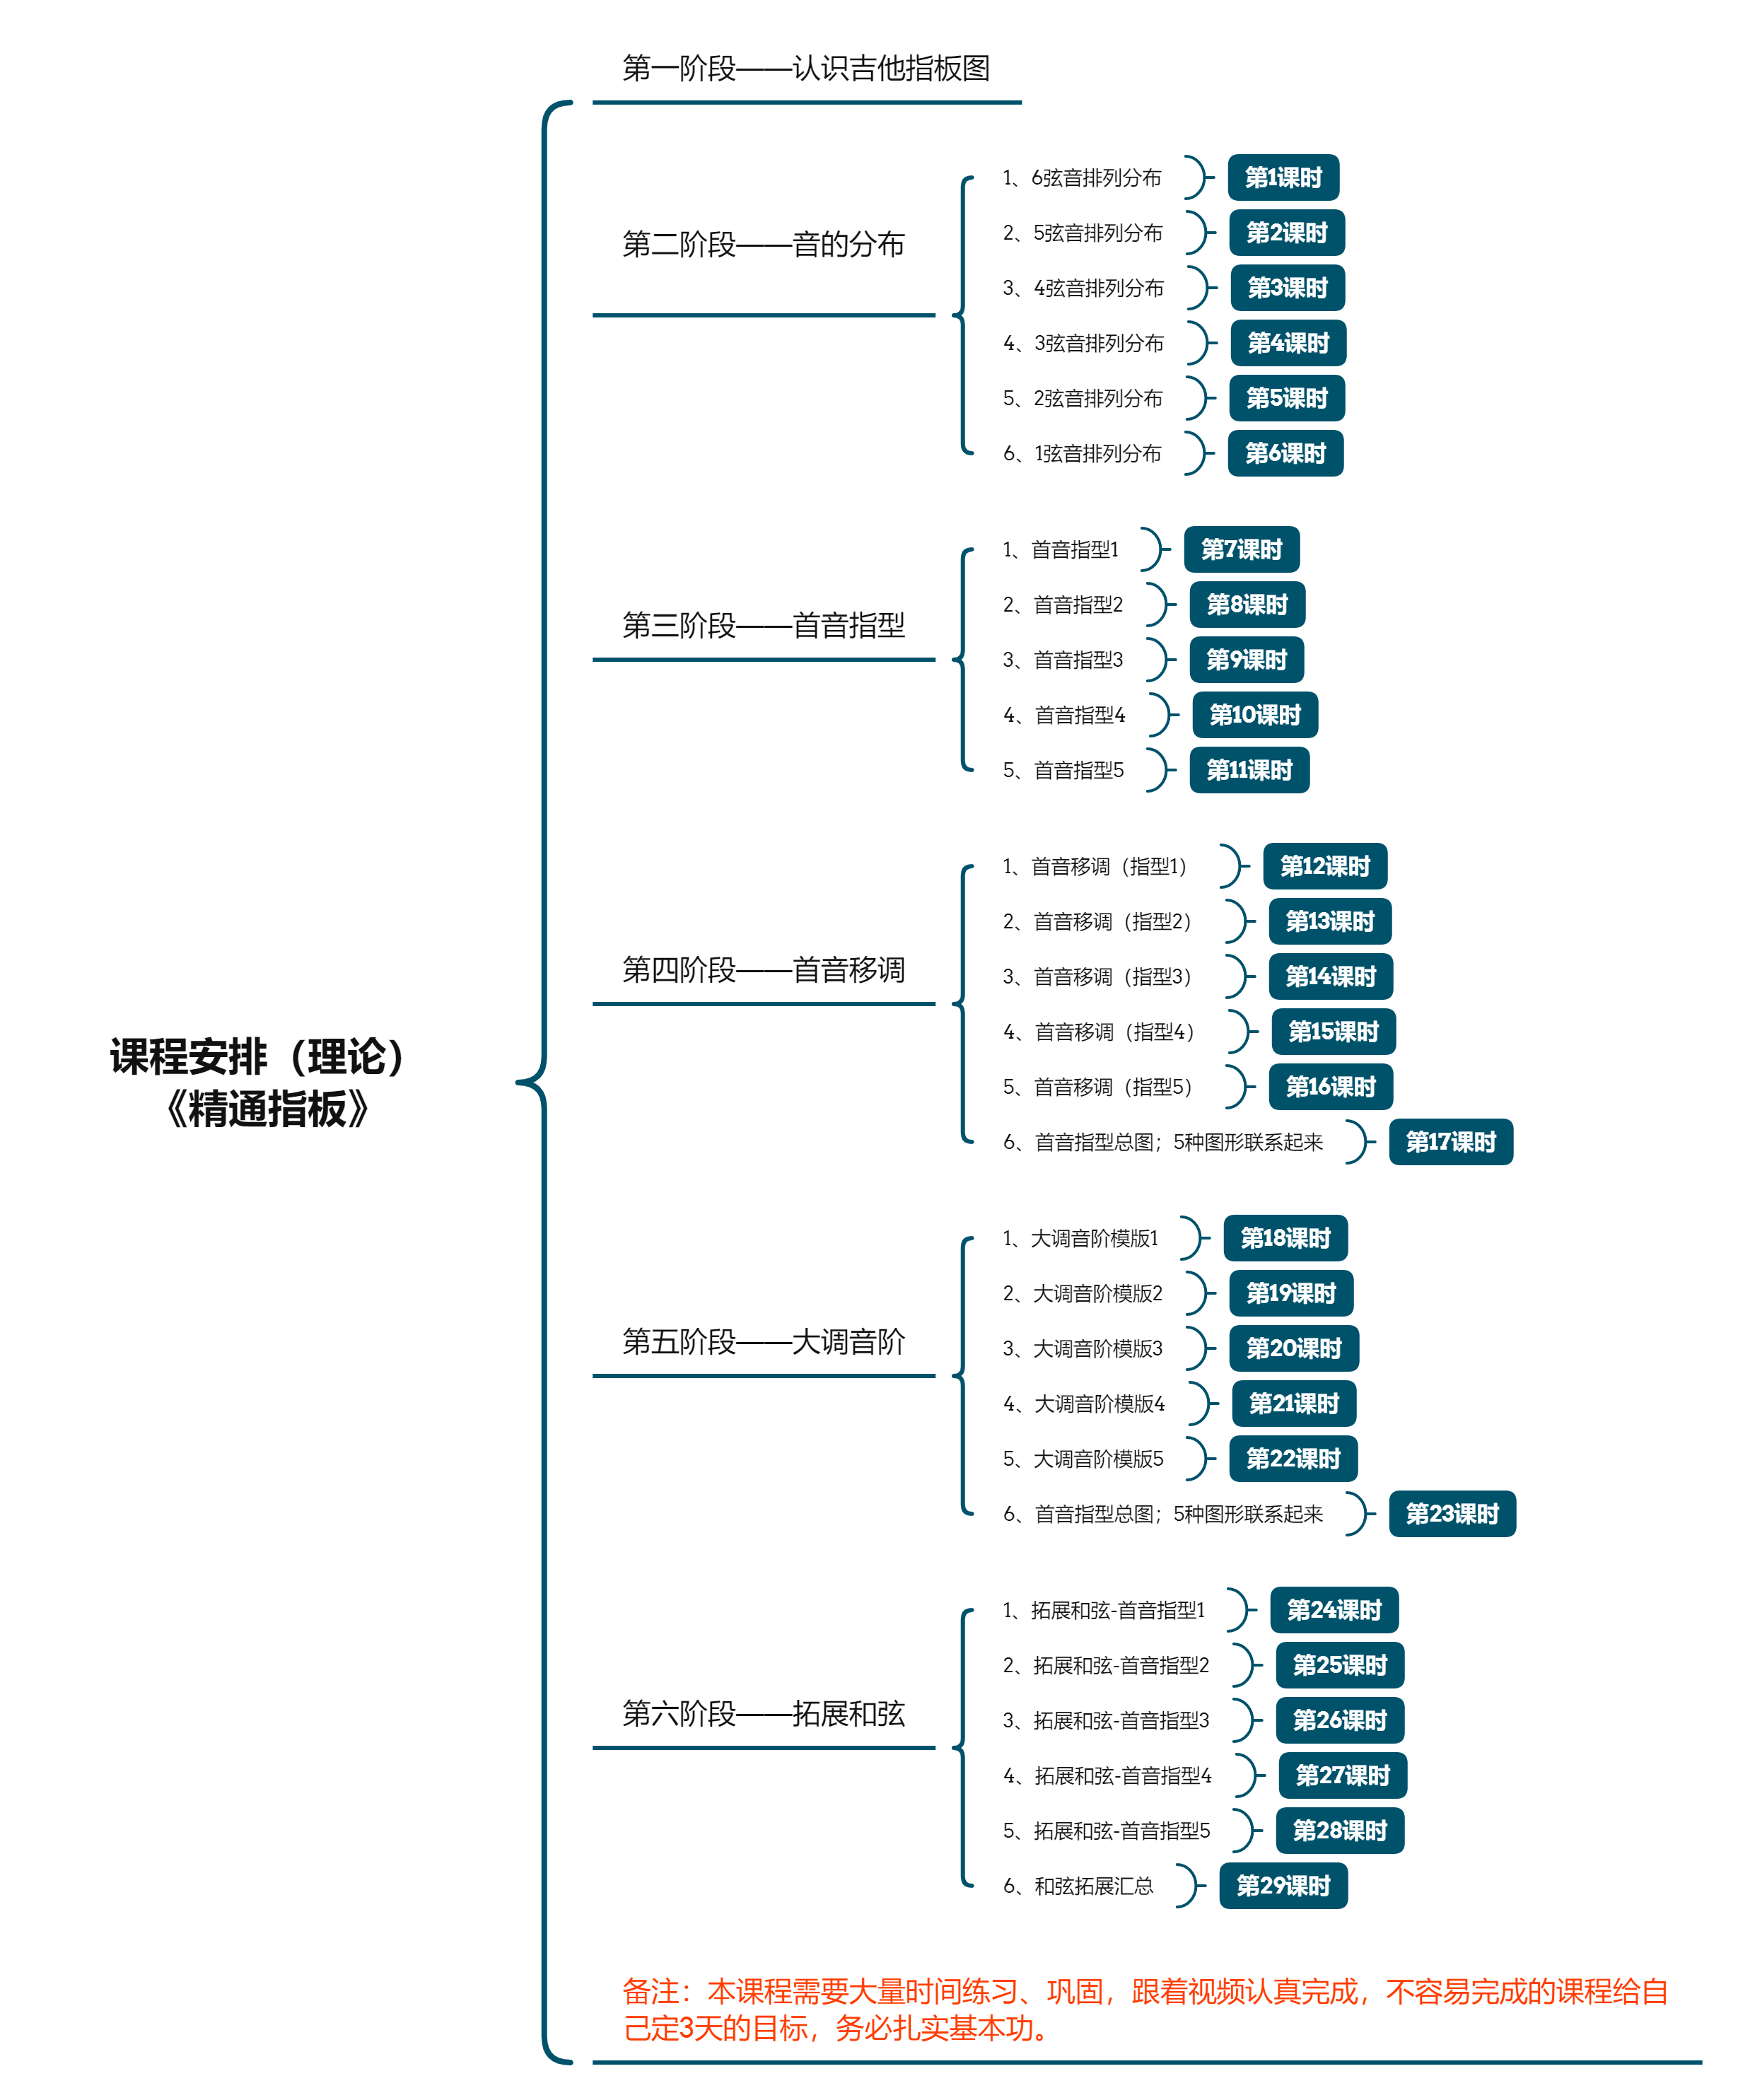 第一阶段——认识吉他指板图
第二阶段——音的分布
1、6弦音排列分布 第1课时
2、5弦音排列分布 第2课时
3、4弦音排列分布 第3课时
4、3弦音排列分布 第4课时
5、2弦音排列分布 第5课时
6、1弦音排列分布 第6课时
第三阶段——首音指型
1、首音指型1 第7课时
2、首音指型2 第8课时
3、首音指型3 第9课时
4、首音指型4 第10课时
5、首音指型5 第11课时
第四阶段——首音移调
1、首音移调（指型1） 第12课时
2、首音移调（指型2） 第13课时
3、首音移调（指型3） 第14课时
4、首音移调（指型4） 第15课时
5、首音移调（指型5） 第16课时
6、首音指型总图；5种图形联系起来 第17课时
课程安排（理论）
《精通指板》
第五阶段——大调音阶
1、大调音阶模版1 第18课时
2、大调音阶模版2 第19课时
3、大调音阶模版3 第20课时
4、大调音阶模版4 第21课时
5、大调音阶模版5 第22课时
6、首音指型总图；5种图形联系起来 第23课时
第六阶段——拓展和弦
1、拓展和弦-首音指型1 第24课时
2、拓展和弦-首音指型2 第25课时
3、拓展和弦-首音指型3 第26课时
4、拓展和弦-首音指型4 第27课时
5、拓展和弦-首音指型5 第28课时
6、和弦拓展汇总 第29课时
备注：本课程需要大量时间练习、巩固，跟着视频认真完成，不容易完成的课程给自
己定3天的目标，务必扎实基本功。